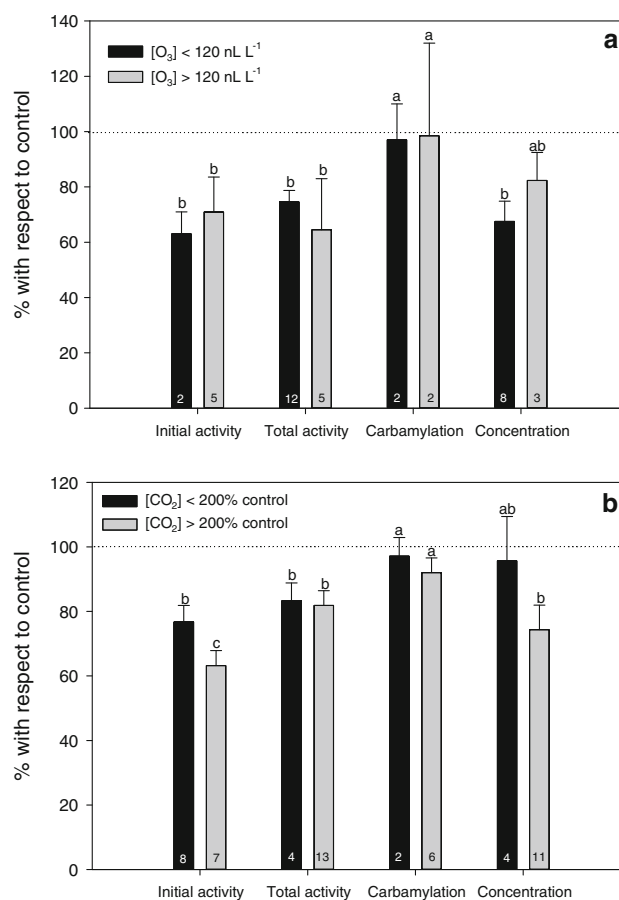 140
120
100
80
60
40
20
0
% with respect to control
[O₃] < 120 nL L⁻¹
[O₃] > 120 nL L⁻¹
a
b b b b a a b ab
2 5 12 5 2 2 8 3
Initial activity Total activity Carbamylation Concentration
120
100
80
60
40
20
0
% with respect to control
[CO₂] < 200% control
[CO₂] > 200% control
b
b c b b a a ab b
8 7 4 13 2 6 4 11
Initial activity Total activity Carbamylation Concentration